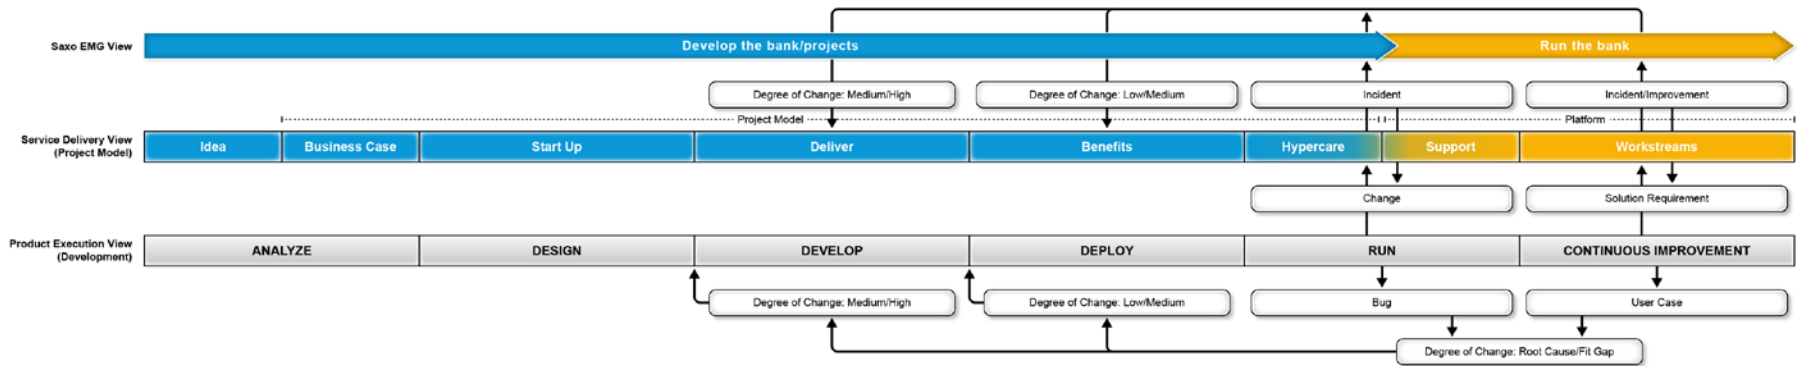 Saxo EMG View
Develop the bank/projects
Run the bank
Degree of Change: Medium/High
Degree of Change: Low/Medium
Incident
Incident/Improvement
Project Model
Platform
Service Delivery View
(Project Model)
Idea
Business Case
Start Up
Deliver
Benefits
Hypercare
Support
Workstreams
Change
Solution Requirement
Product Execution View
(Development)
ANALYZE
DESIGN
DEVELOP
DEPLOY
RUN
CONTINUOUS IMPROVEMENT
Degree of Change: Medium/High
Degree of Change: Low/Medium
Bug
User Case
Degree of Change: Root Cause/Fit Gap